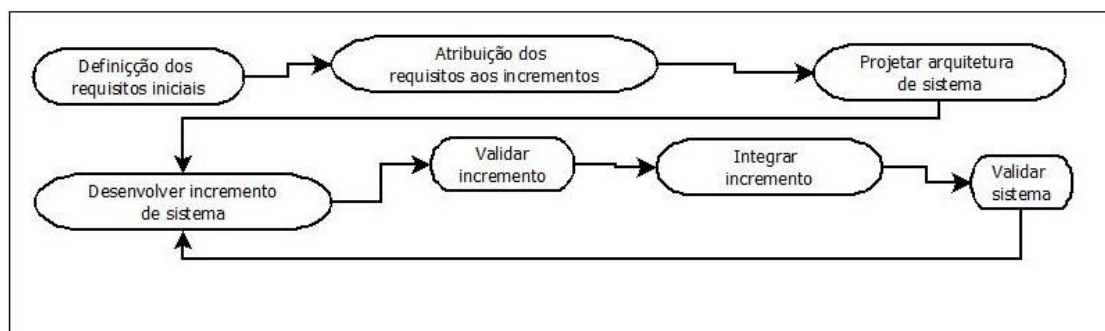 Definçção dos
requisitos iniciais
Atribuição dos
requisitos aos incrementos
Projetar arquitetura
de sistema
Desenvolver incremento
de sistema
Validar
incremento
Integrar
incremento
Validar
sistema